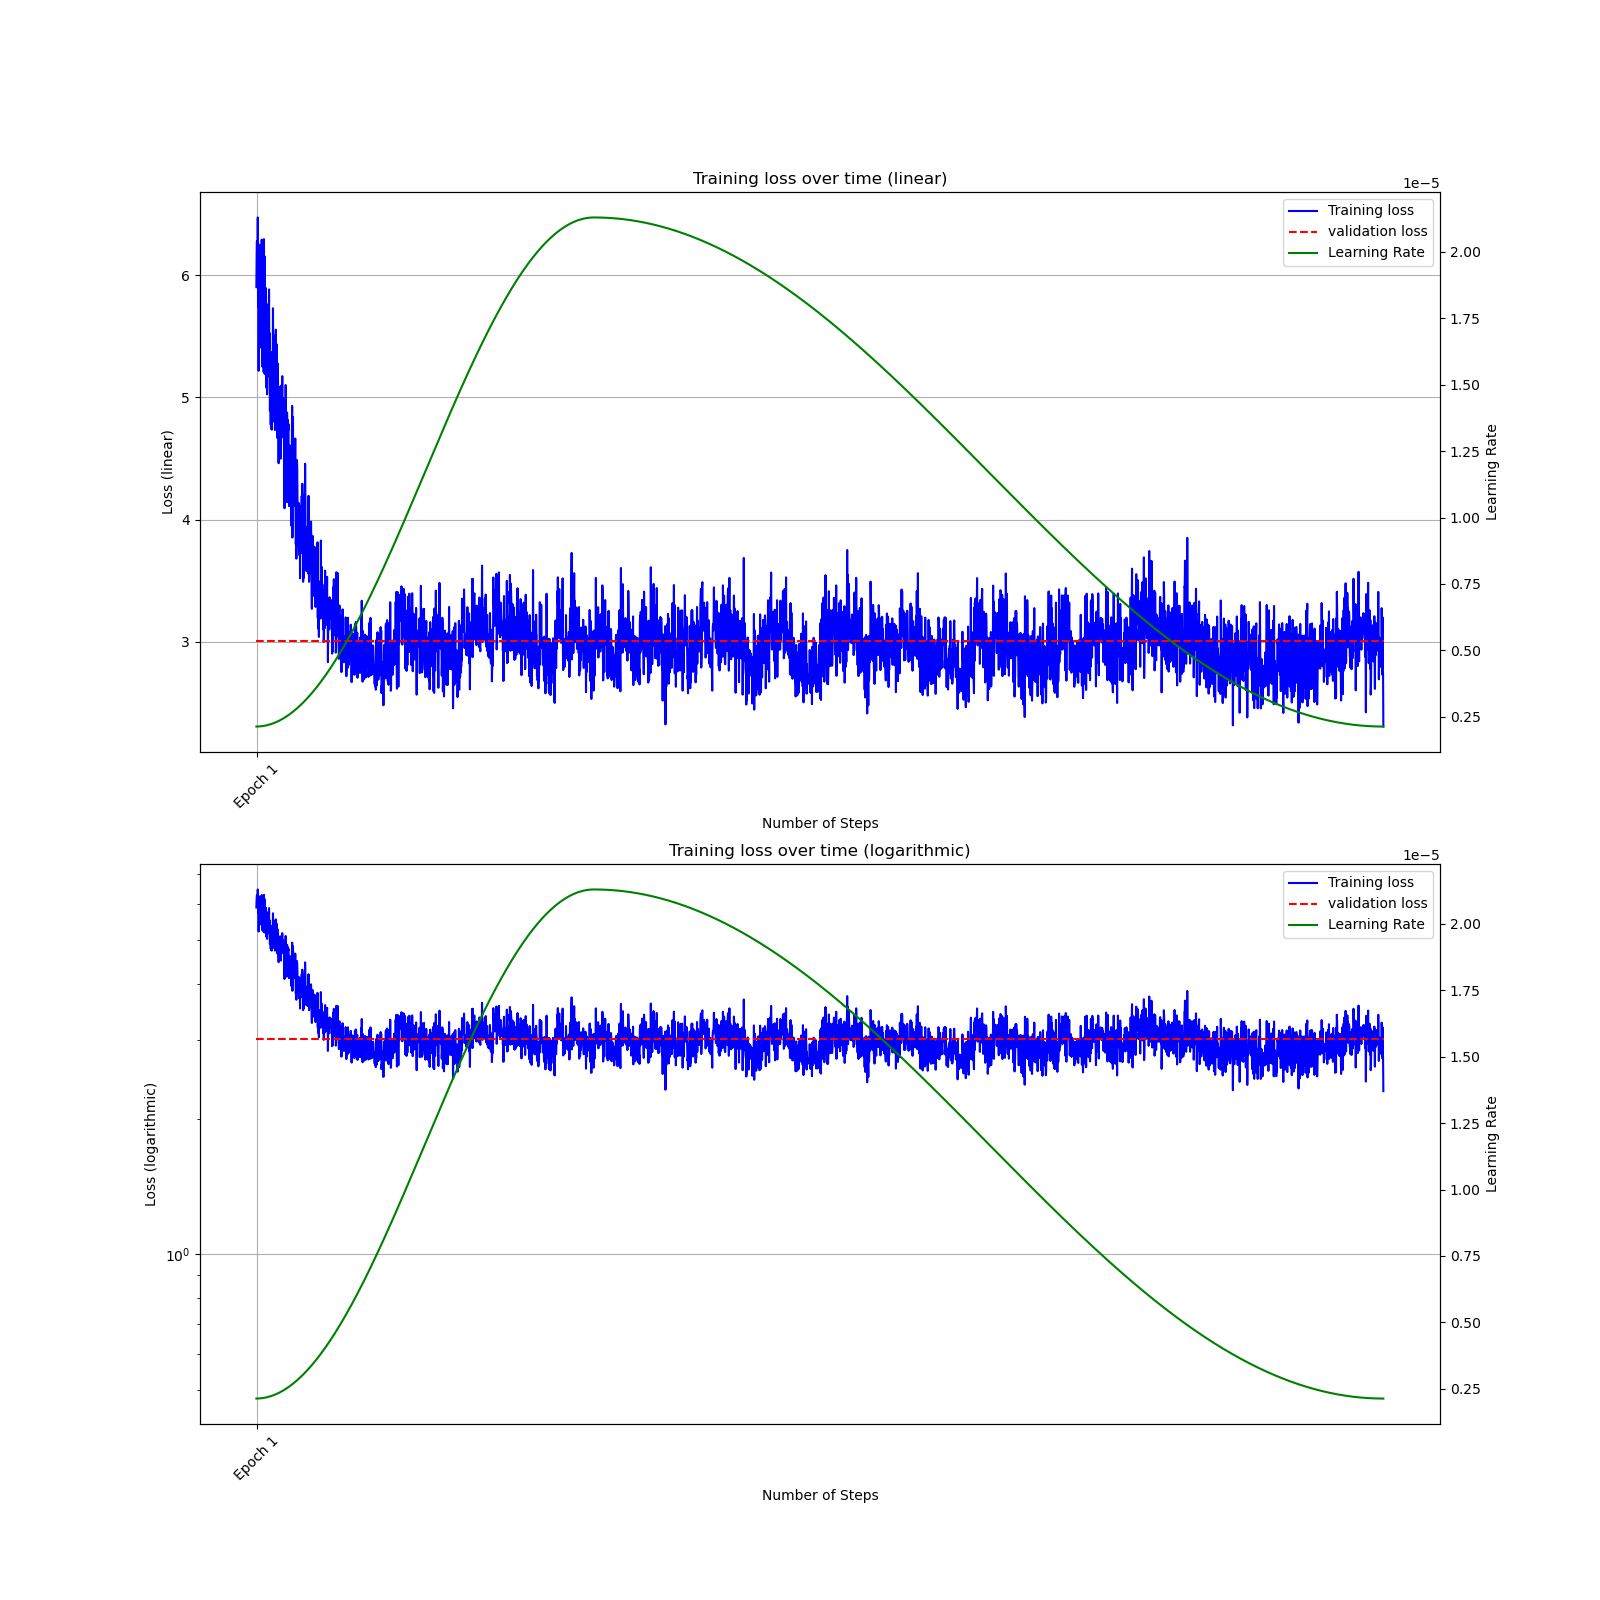 Training loss over time (linear)
1e−5
Training loss
validation loss
Learning Rate
6
5
4
3
Loss (linear)
2.00
1.75
1.50
1.25
1.00
0.75
0.50
0.25
Learning Rate
Epoch 1
Number of Steps
Training loss over time (logarithmic)
1e−5
Training loss
validation loss
Learning Rate
10⁰
Loss (logarithmic)
2.00
1.75
1.50
1.25
1.00
0.75
0.50
0.25
Learning Rate
Epoch 1
Number of Steps